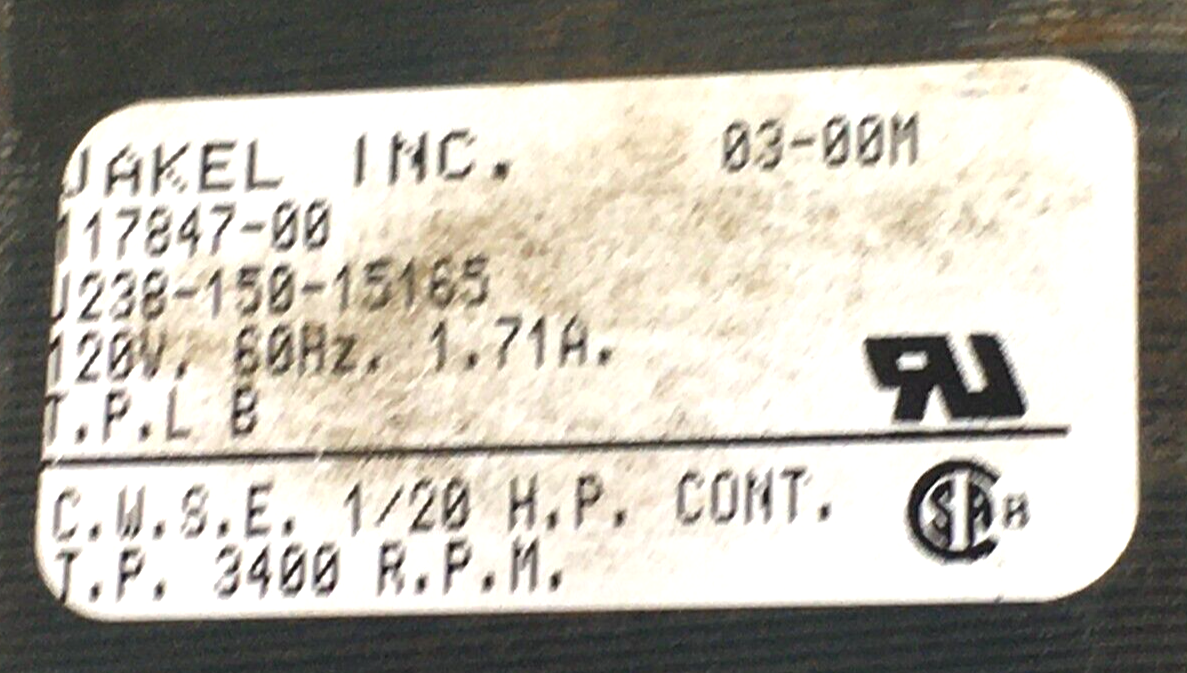 JAKEL INC. 03-00M
117847-00
J238-150-15165
120V. 60Hz. 1.71A.
T.P.L B
C.W.S.E. 1/20 H.P. CONT.
T.P. 3400 R.P.M.